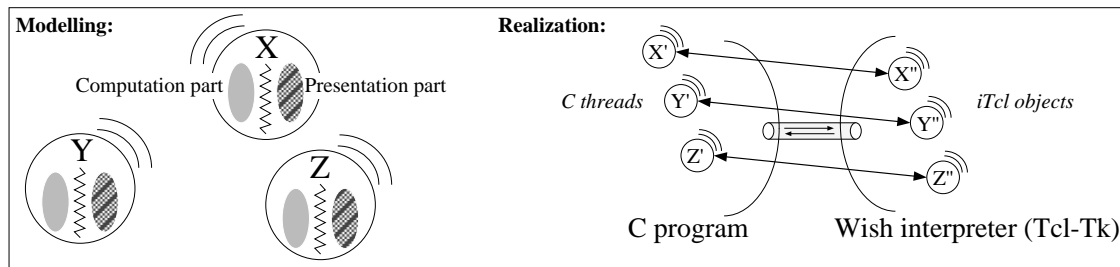 Modelling:
X
Computation part
Presentation part
Y
Z
Realization:
X'
X"
C threads
Y'
iTcl objects
Y"
Z'
Z"
C program
Wish interpreter (Tcl-Tk)